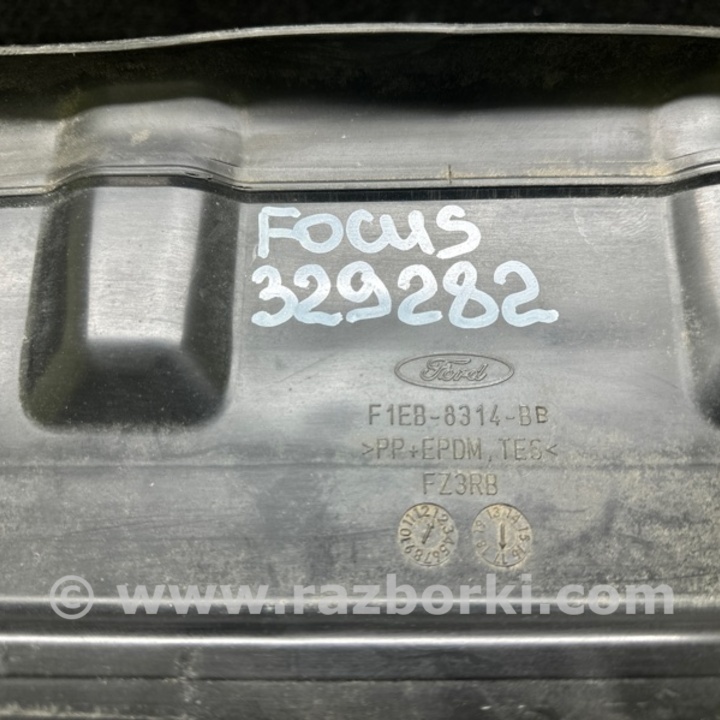 FOCUS
329282
Ford
F1EB-8314-BB
>PP+EPDM,TES<
FZ3RB
© www.razborki.com